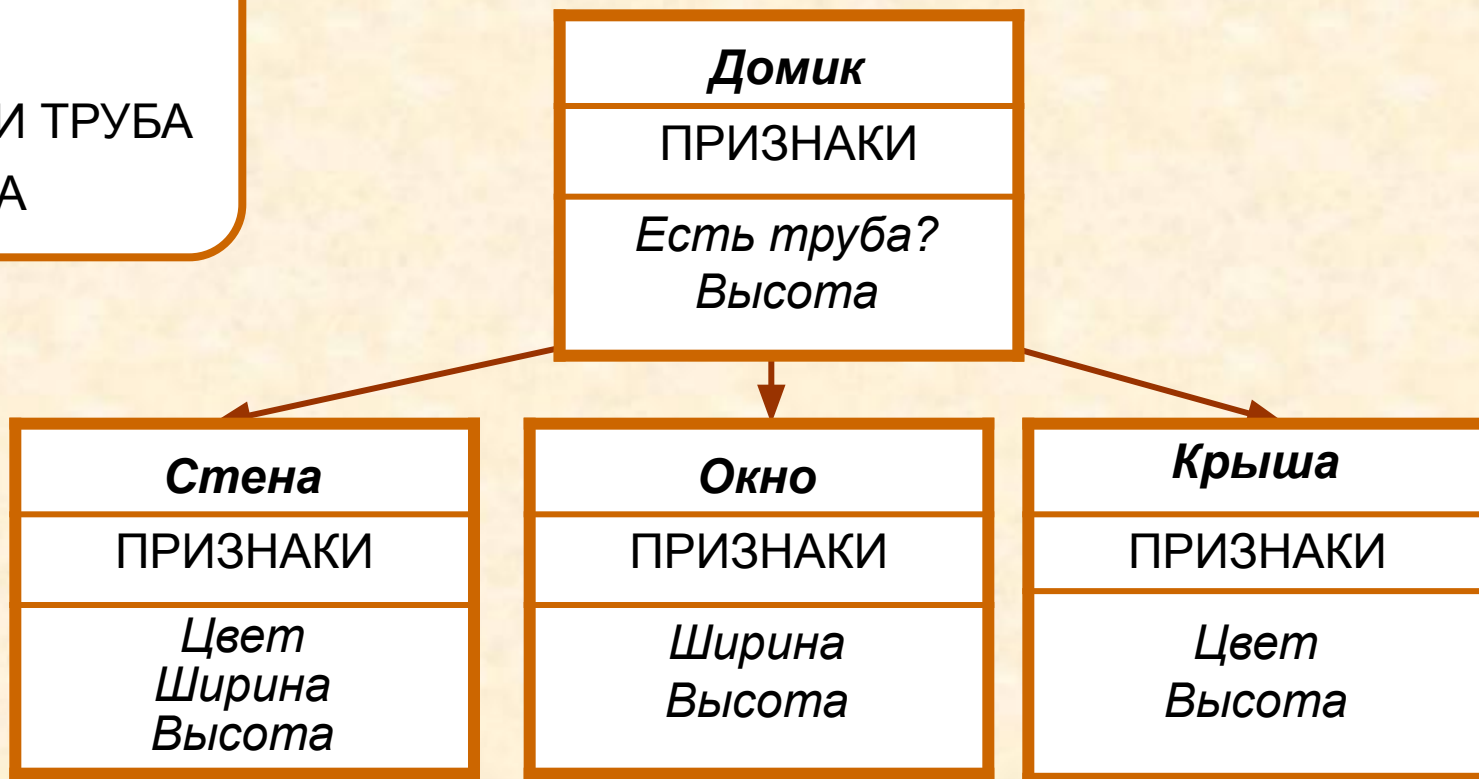 И ТРУБА
А
Домик
ПРИЗНАКИ
Есть труба?
Высота
Стена
ПРИЗНАКИ
Цвет
Ширина
Высота
Окно
ПРИЗНАКИ
Ширина
Высота
Крыша
ПРИЗНАКИ
Цвет
Высота